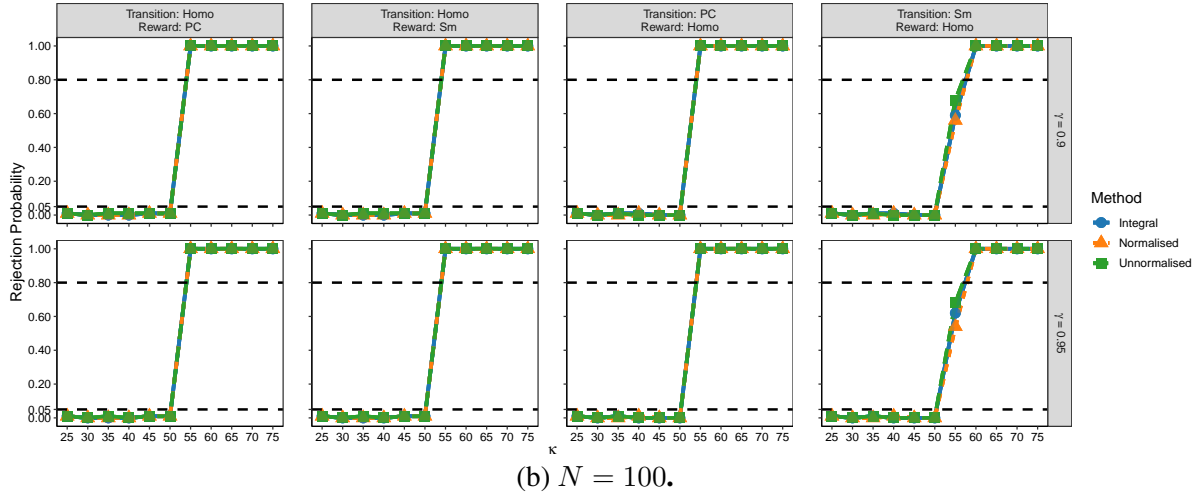 Transition: Homo
Reward: PC
Transition: Homo
Reward: Sm
Transition: PC
Reward: Homo
Transition: Sm
Reward: Homo
Rejection Probability
1.00
0.80
0.60
0.40
0.20
0.05
0.00
γ = 0.9
1.00
0.80
0.60
0.40
0.20
0.05
0.00
γ = 0.95
25 30 35 40 45 50 55 60 65 70 75
25 30 35 40 45 50 55 60 65 70 75
25 30 35 40 45 50 55 60 65 70 75
25 30 35 40 45 50 55 60 65 70 75
κ
Method
Integral
Normalised
Unnormalised
(b) N = 100.